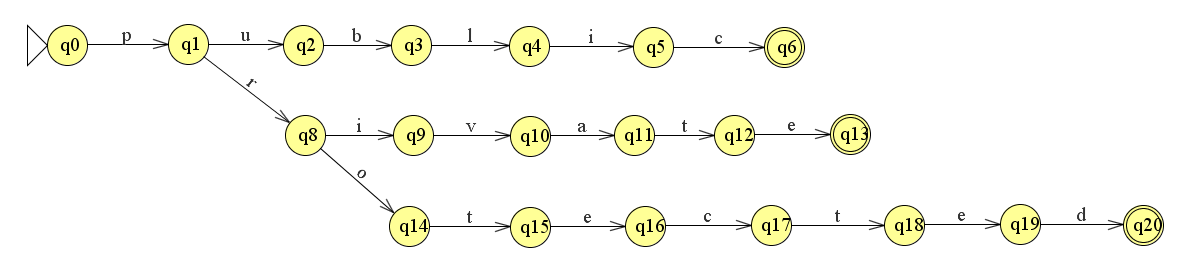 q0 p q1 u q2 b q3 l q4 i q5 c q6
r
q8 i q9 v q10 a q11 t q12 e q13
o
q14 t q15 e q16 c q17 t q18 e q19 d q20